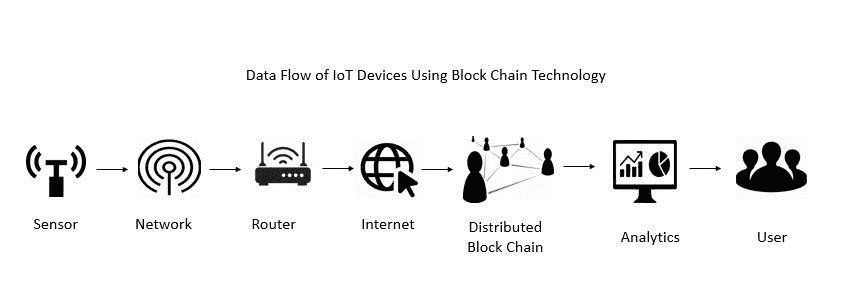 Data Flow of IoT Devices Using Block Chain Technology
Sensor
Network
Router
Internet
Distributed
Block Chain
Analytics
User